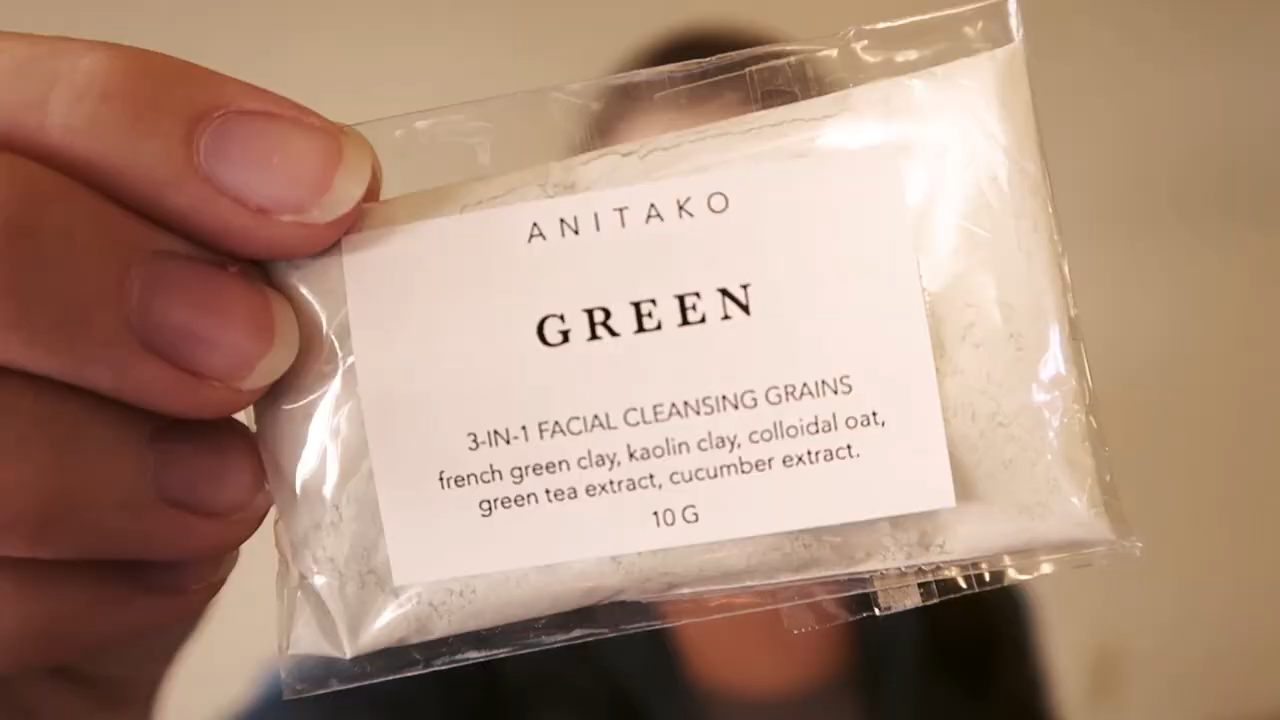 ANITAKO
GREEN
3-IN-1 FACIAL CLEANSING GRAINS
french green clay, kaolin clay, colloidal oat,
green tea extract, cucumber extract.
10 G